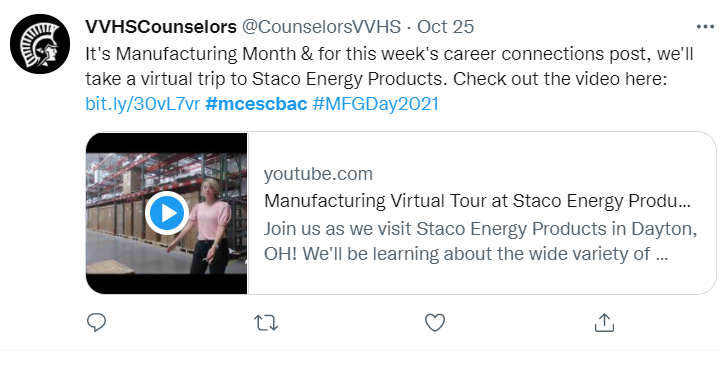 VVHSCounselors @CounselorsVVHS · Oct 25
It's Manufacturing Month & for this week's career connections post, we'll
take a virtual trip to Staco Energy Products. Check out the video here:
bit.ly/30vL7vr #mcescbac #MFGDay2021
youtube.com
Manufacturing Virtual Tour at Staco Energy Produ...
Join us as we visit Staco Energy Products in Dayton,
OH! We'll be learning about the wide variety of ...